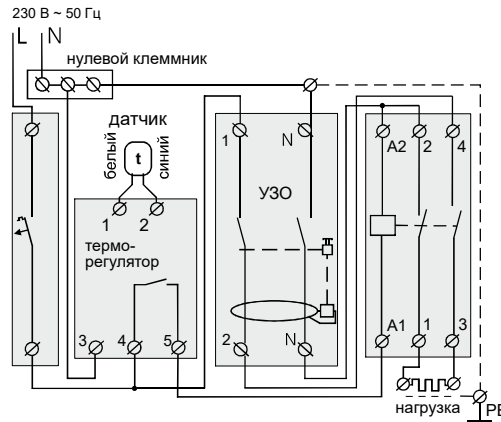 230 В ~ 50 Гц
L N
нулевой клеммник
датчик
белый
t
синий
1 2
термо-
регулятор
3 4 5
1 N
УЗО
2 N
A2 2 4
A1 1 3
нагрузка
PE